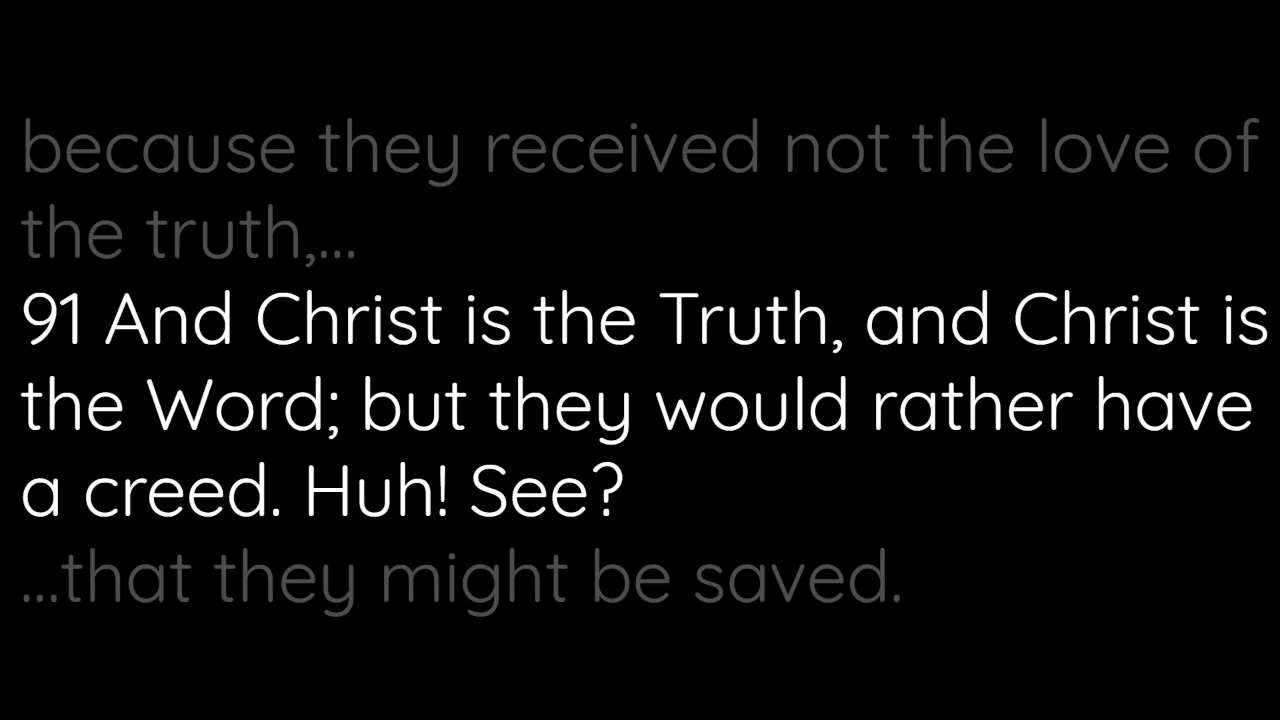 because they received not the love of
the truth,...
91 And Christ is the Truth, and Christ is
the Word; but they would rather have
a creed. Huh! See?
...that they might be saved.